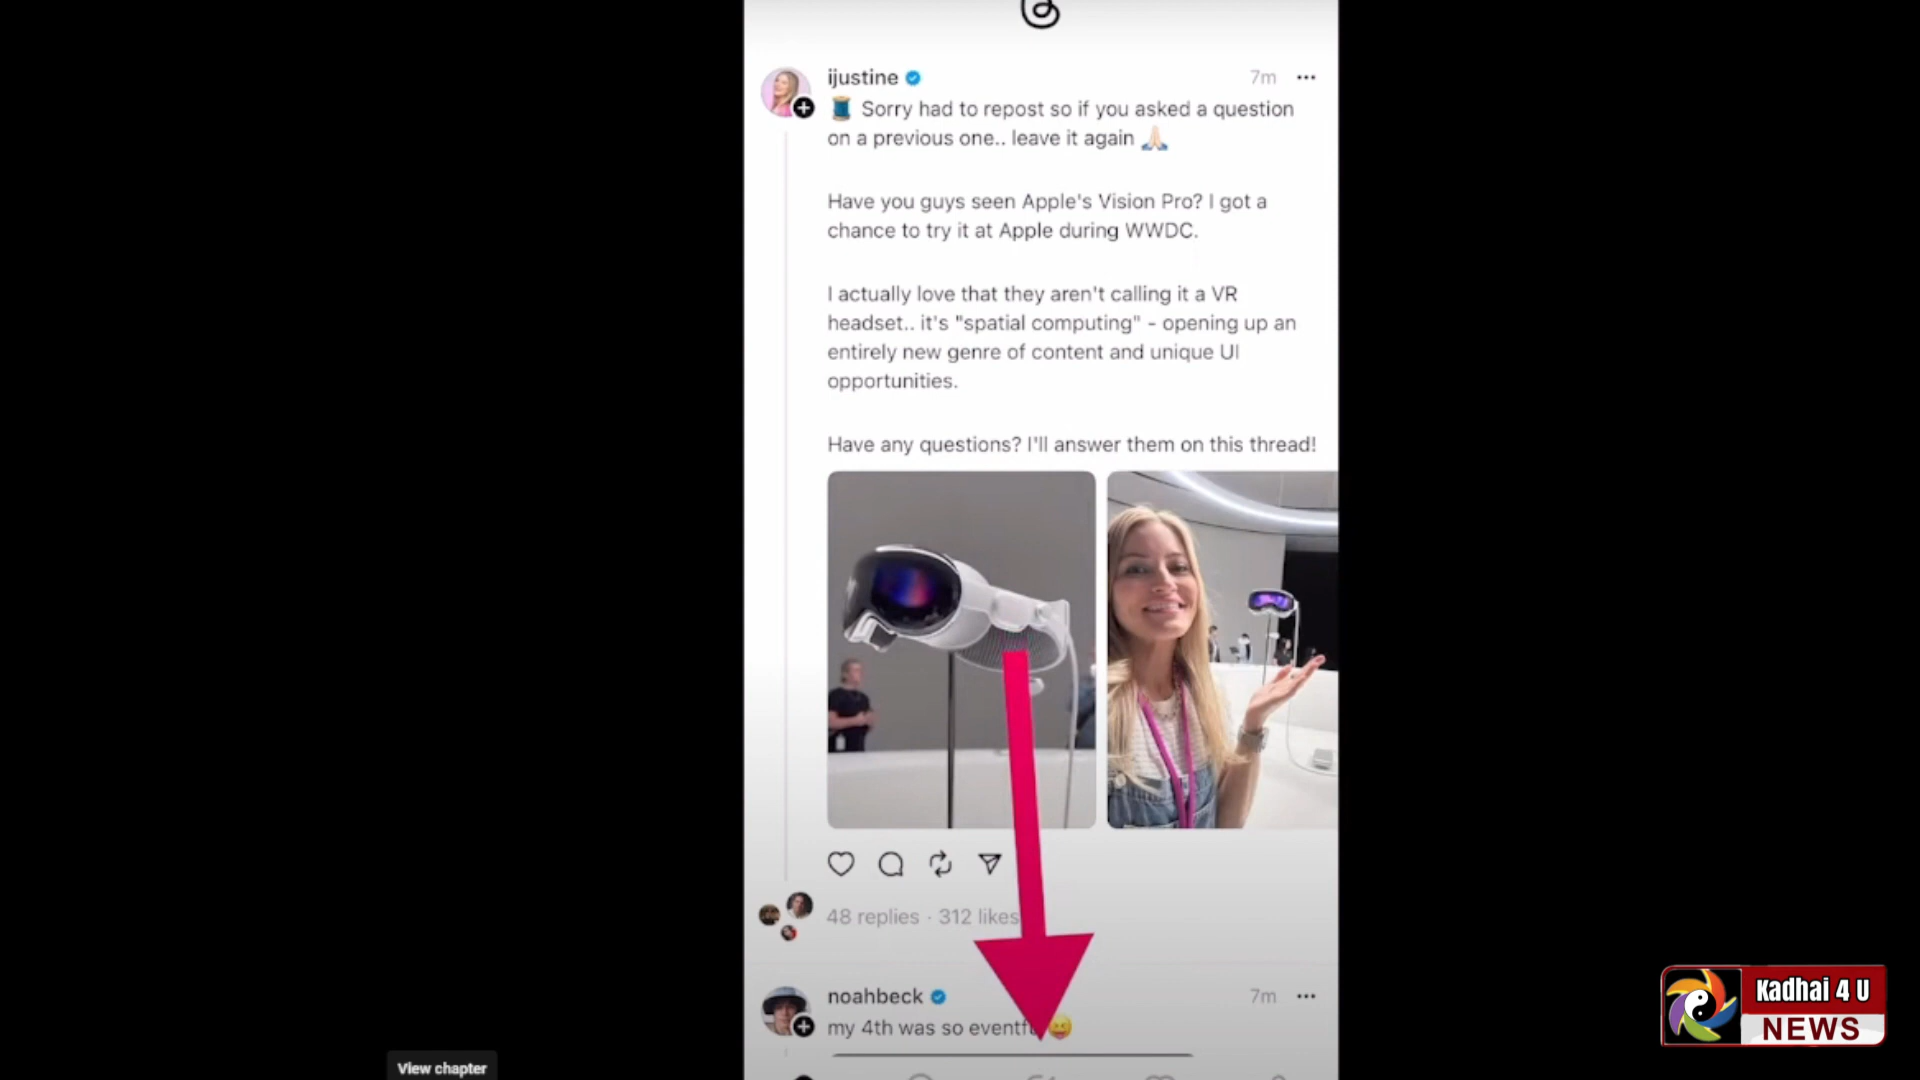 ijustine
7m
Sorry had to repost so if you asked a question
on a previous one.. leave it again
Have you guys seen Apple's Vision Pro? I got a
chance to try it at Apple during WWDC.
I actually love that they aren't calling it a VR
headset.. it's "spatial computing" - opening up an
entirely new genre of content and unique UI
opportunities.
Have any questions? I'll answer them on this thread!
48 replies · 312 likes
noahbeck
7m
my 4th was so
View chapter
Kadhai 4 U
NEWS